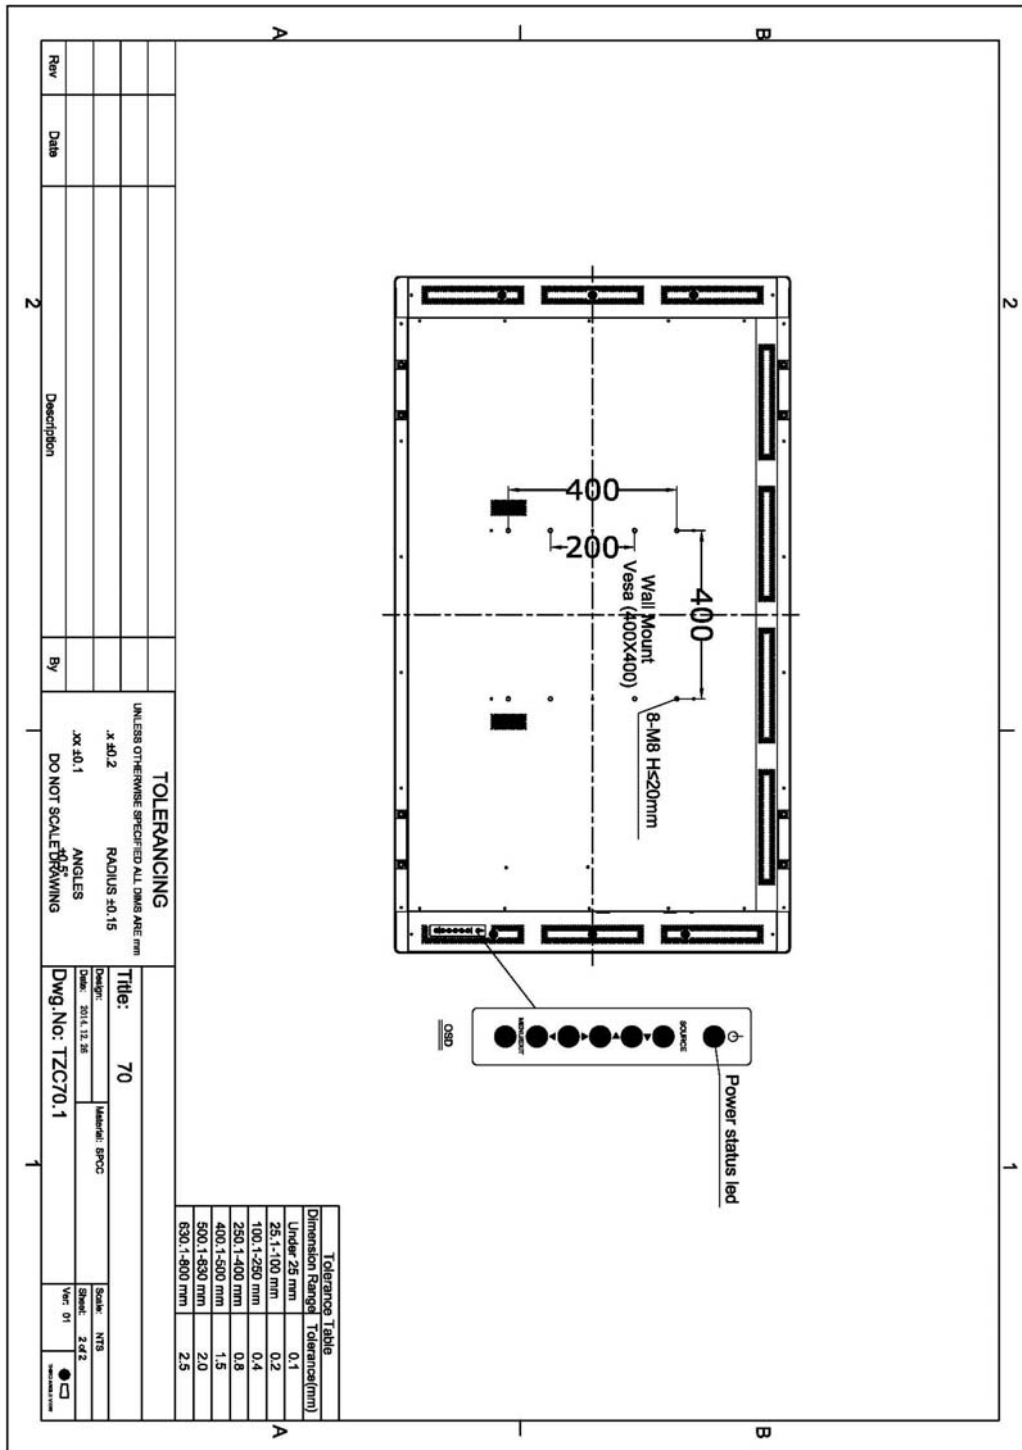 A
B
2
2
400
200
400
Wall Mount
Vesa (400X400)
8-M8 H≤20mm
Power status led
SOURCE
MENU/EXIT
OSD
1
1
Tolerance Table
Dimension Range Tolerance(mm)
Under 25 mm 0.1
25.1-100 mm 0.2
100.1-250 mm 0.4
250.1-400 mm 0.8
400.1-500 mm 1.5
500.1-630 mm 2.0
630.1-800 mm 2.5
Rev Date Description By
TOLERANCING
UNLESS OTHERWISE SPECIFIED ALL DIMS ARE mm
.x ±0.2 RADIUS ±0.15
.xx ±0.1 ANGLES
±0.5°
DO NOT SCALE DRAWING
Title: 70
Design: Material: SPCC Scale: NTS
Date: 2014. 12. 26 Sheet: 2 of 2
Dwg.No: TZC70.1 Ver: 01
A
B